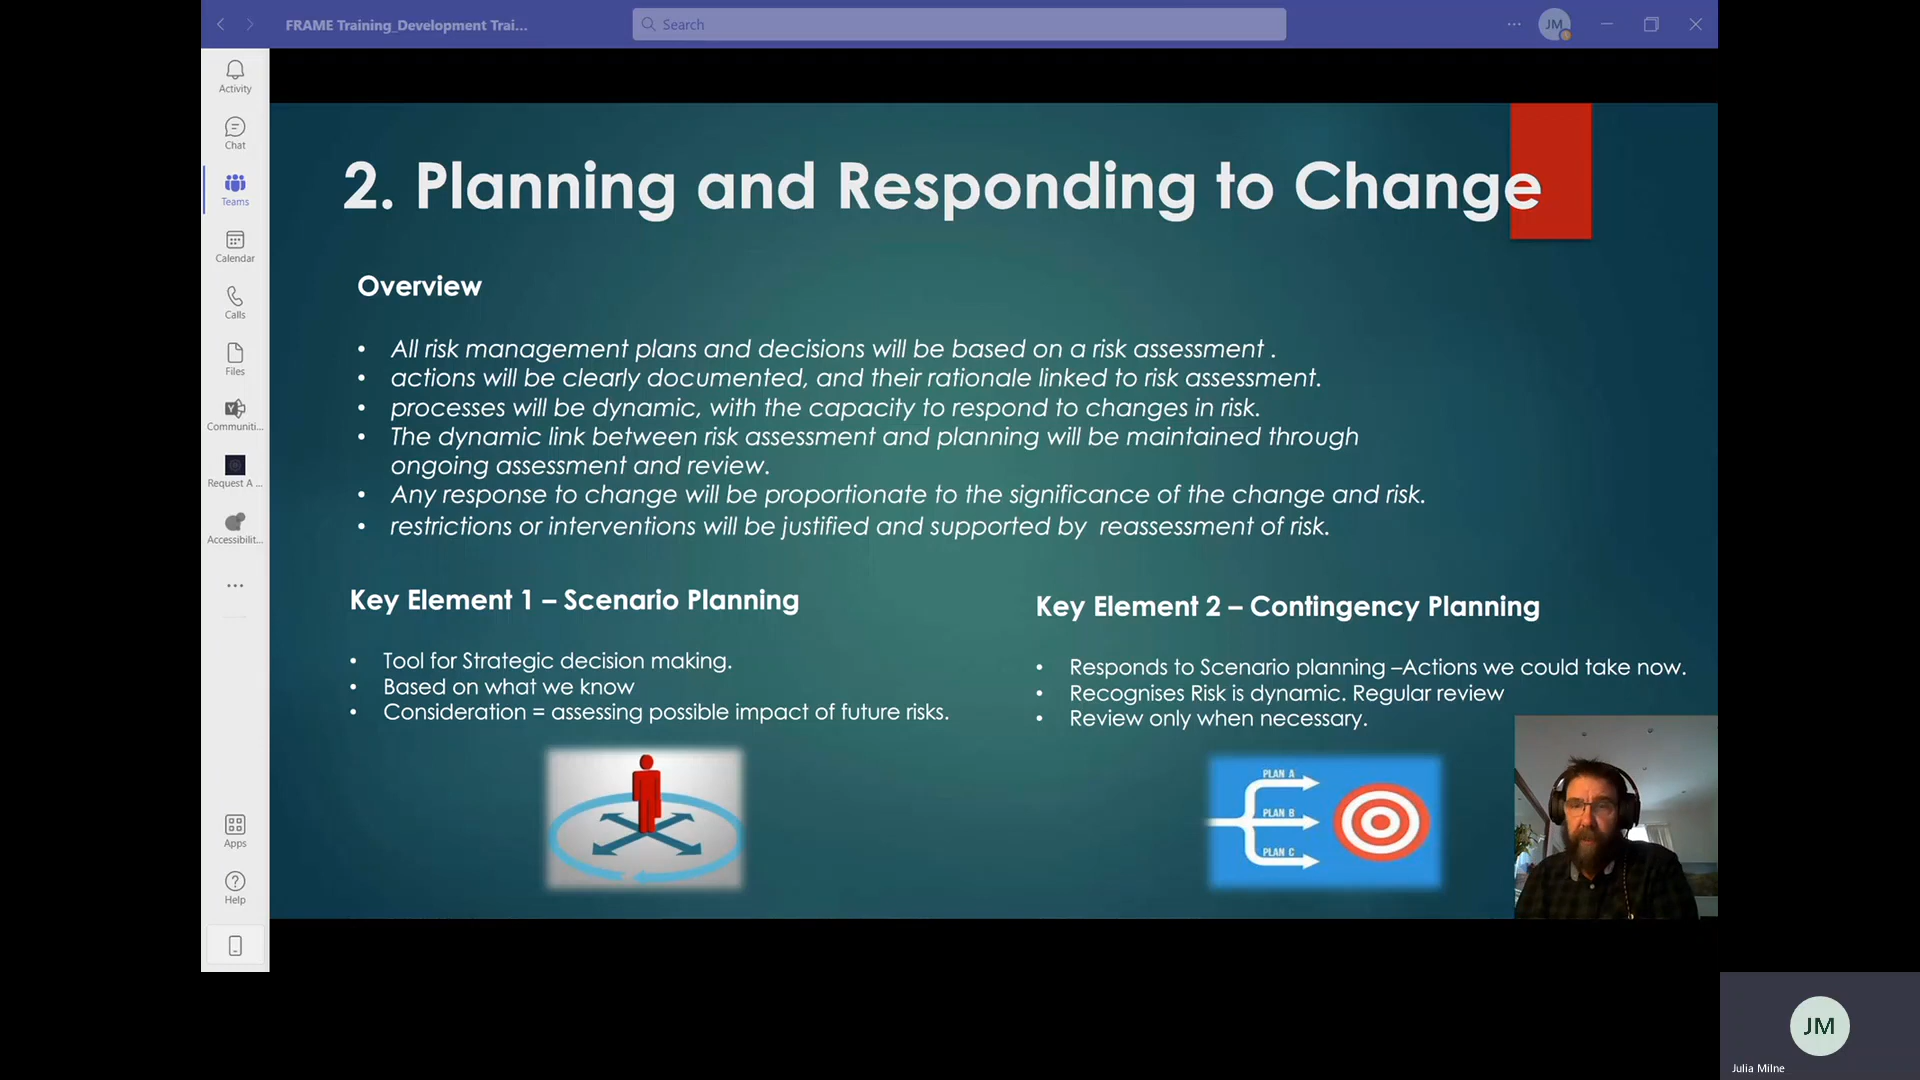 FRAME Training_Development Trai...
Search
JM
Activity
Chat
Teams
Calendar
Calls
Files
Communiti...
Request A ...
Accessibilit...
Apps
Help
2. Planning and Responding to Change
Overview
• All risk management plans and decisions will be based on a risk assessment .
• actions will be clearly documented, and their rationale linked to risk assessment.
• processes will be dynamic, with the capacity to respond to changes in risk.
• The dynamic link between risk assessment and planning will be maintained through
ongoing assessment and review.
• Any response to change will be proportionate to the significance of the change and risk.
• restrictions or interventions will be justified and supported by reassessment of risk.
Key Element 1 – Scenario Planning
• Tool for Strategic decision making.
• Based on what we know
• Consideration = assessing possible impact of future risks.
Key Element 2 – Contingency Planning
• Responds to Scenario planning –Actions we could take now.
• Recognises Risk is dynamic. Regular review
• Review only when necessary.
PLAN A
PLAN B
PLAN C
JM
Julia Milne